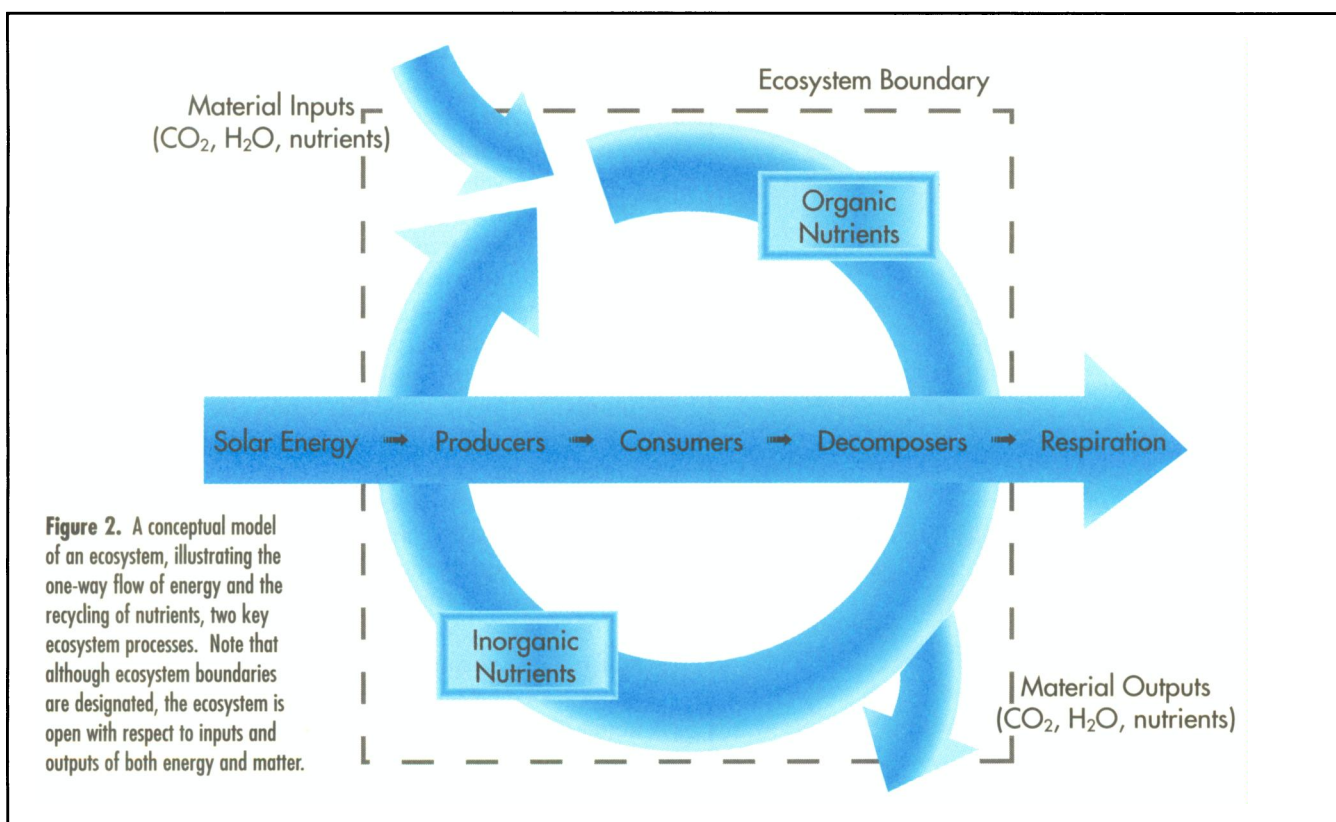 Ecosystem Boundary
Material Inputs
(CO₂, H₂O, nutrients)
Organic
Nutrients
Solar Energy ➟ Producers ➟ Consumers ➟ Decomposers ➟ Respiration
Inorganic
Nutrients
Material Outputs
(CO₂, H₂O, nutrients)
Figure 2. A conceptual model
of an ecosystem, illustrating the
one-way flow of energy and the
recycling of nutrients, two key
ecosystem processes. Note that
although ecosystem boundaries
are designated, the ecosystem is
open with respect to inputs and
outputs of both energy and matter.